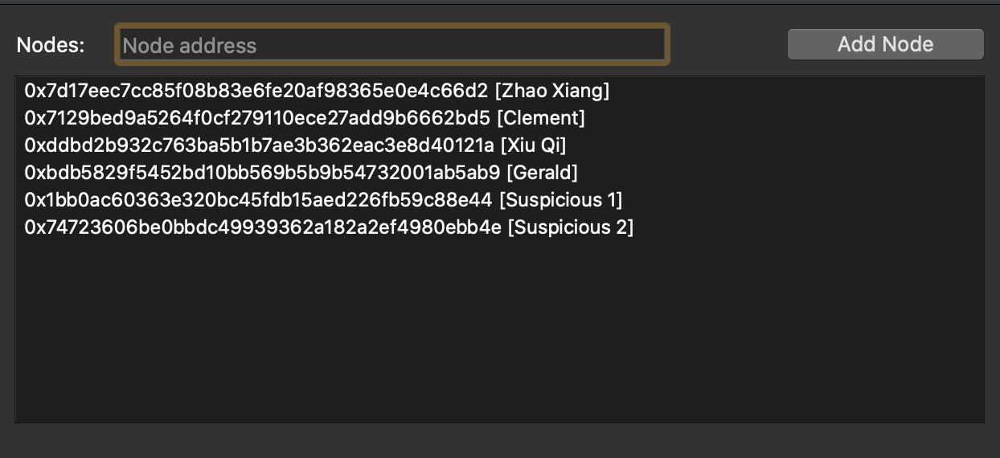 Nodes:
Node address
Add Node
0x7d17eec7cc85f08b83e6fe20af98365e0e4c66d2 [Zhao Xiang]
0x7129bed9a5264f0cf279110ece27add9b6662bd5 [Clement]
0xddbd2b932c763ba5b1b7ae3b362eac3e8d40121a [Xiu Qi]
0xbdb5829f5452bd10bb569b5b9b54732001ab5ab9 [Gerald]
0x1bb0ac60363e320bc45fdb15aed226fb59c88e44 [Suspicious 1]
0x74723606be0bbdc49939362a182a2ef4980ebb4e [Suspicious 2]